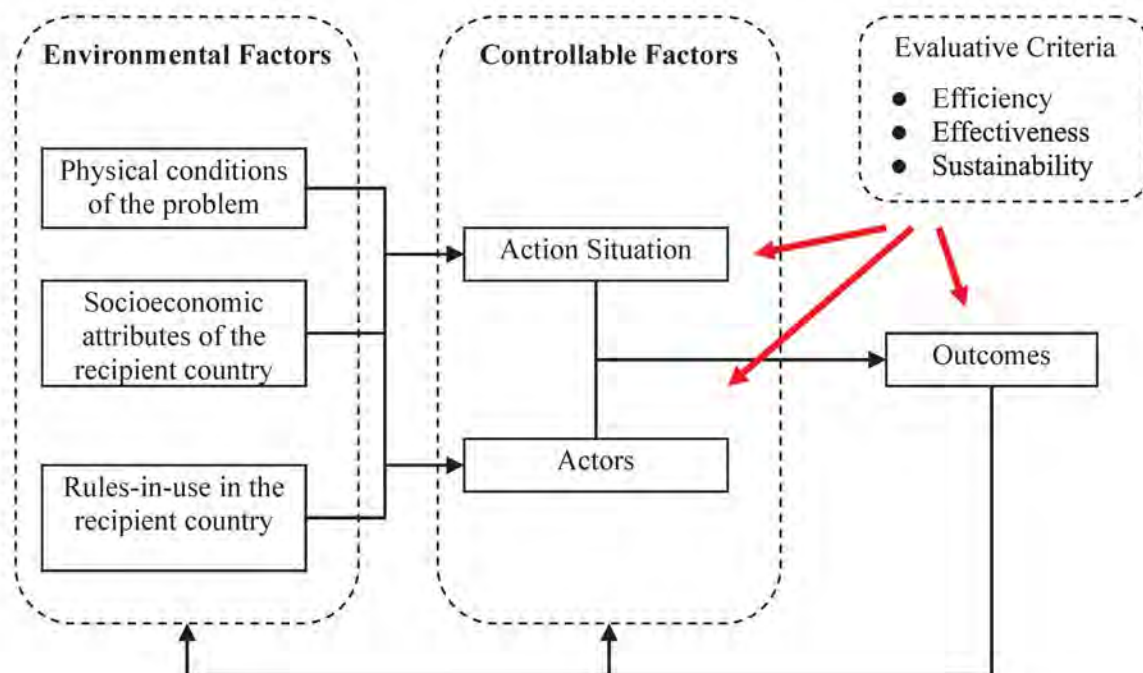 Environmental Factors
Physical conditions
of the problem
Socioeconomic
attributes of the
recipient country
Rules-in-use in the
recipient country
Controllable Factors
Action Situation
Actors
Evaluative Criteria
● Efficiency
● Effectiveness
● Sustainability
Outcomes